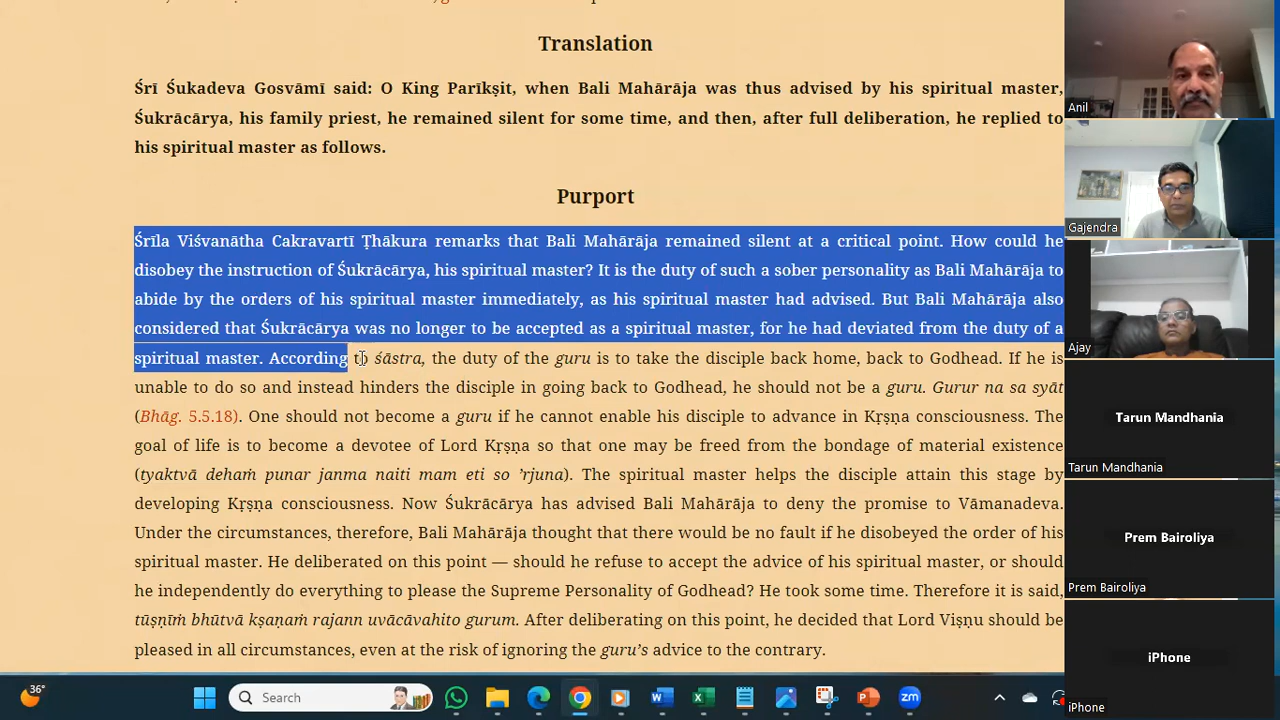 Translation
Śrī Śukadeva Gosvāmī said: O King Parīkṣit, when Bali Mahārāja was thus advised by his spiritual master,
Śukrācārya, his family priest, he remained silent for some time, and then, after full deliberation, he replied to
his spiritual master as follows.
Purport
Śrīla Viśvanātha Cakravartī Ṭhākura remarks that Bali Mahārāja remained silent at a critical point. How could he
disobey the instruction of Śukrācārya, his spiritual master? It is the duty of such a sober personality as Bali Mahārāja to
abide by the orders of his spiritual master immediately, as his spiritual master had advised. But Bali Mahārāja also
considered that Śukrācārya was no longer to be accepted as a spiritual master, for he had deviated from the duty of a
spiritual master. According to śāstra, the duty of the guru is to take the disciple back home, back to Godhead. If he is
unable to do so and instead hinders the disciple in going back to Godhead, he should not be a guru. Gurur na sa syāt
(Bhāg. 5.5.18). One should not become a guru if he cannot enable his disciple to advance in Kṛṣṇa consciousness. The
goal of life is to become a devotee of Lord Kṛṣṇa so that one may be freed from the bondage of material existence
(tyaktvā dehaṁ punar janma naiti mam eti so ’rjuna). The spiritual master helps the disciple attain this stage by
developing Kṛṣṇa consciousness. Now Śukrācārya has advised Bali Mahārāja to deny the promise to Vāmanadeva.
Under the circumstances, therefore, Bali Mahārāja thought that there would be no fault if he disobeyed the order of his
spiritual master. He deliberated on this point — should he refuse to accept the advice of his spiritual master, or should
he independently do everything to please the Supreme Personality of Godhead? He took some time. Therefore it is said,
tūṣṇīṁ bhūtvā kṣaṇaṁ rajann uvācāvahito gurum. After deliberating on this point, he decided that Lord Viṣṇu should be
pleased in all circumstances, even at the risk of ignoring the guru’s advice to the contrary.
Anil
Gajendra
Ajay
Tarun Mandhania
Tarun Mandhania
Prem Bairoliya
Prem Bairoliya
iPhone
iPhone
36°
Search
zm